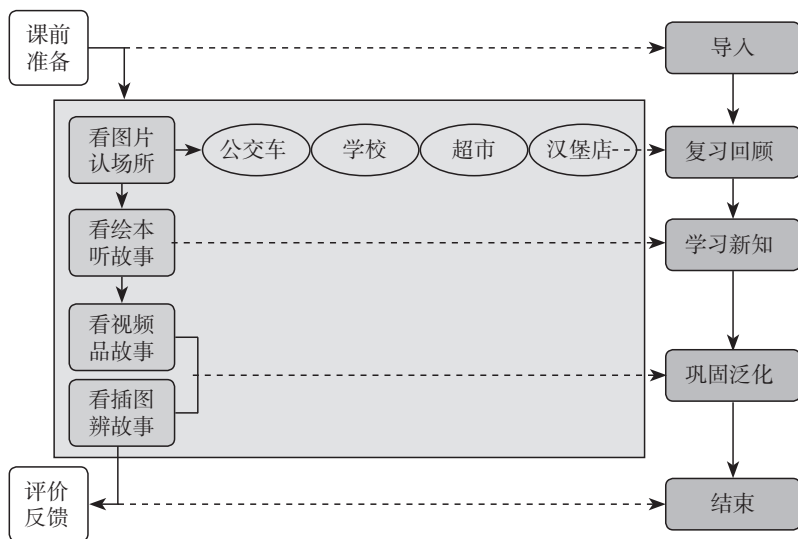 课前
准备
导入
看图片
认场所
公交车
学校
超市
汉堡店
复习回顾
看绘本
听故事
学习新知
看视频
品故事
巩固泛化
看插图
辨故事
评价
反馈
结束